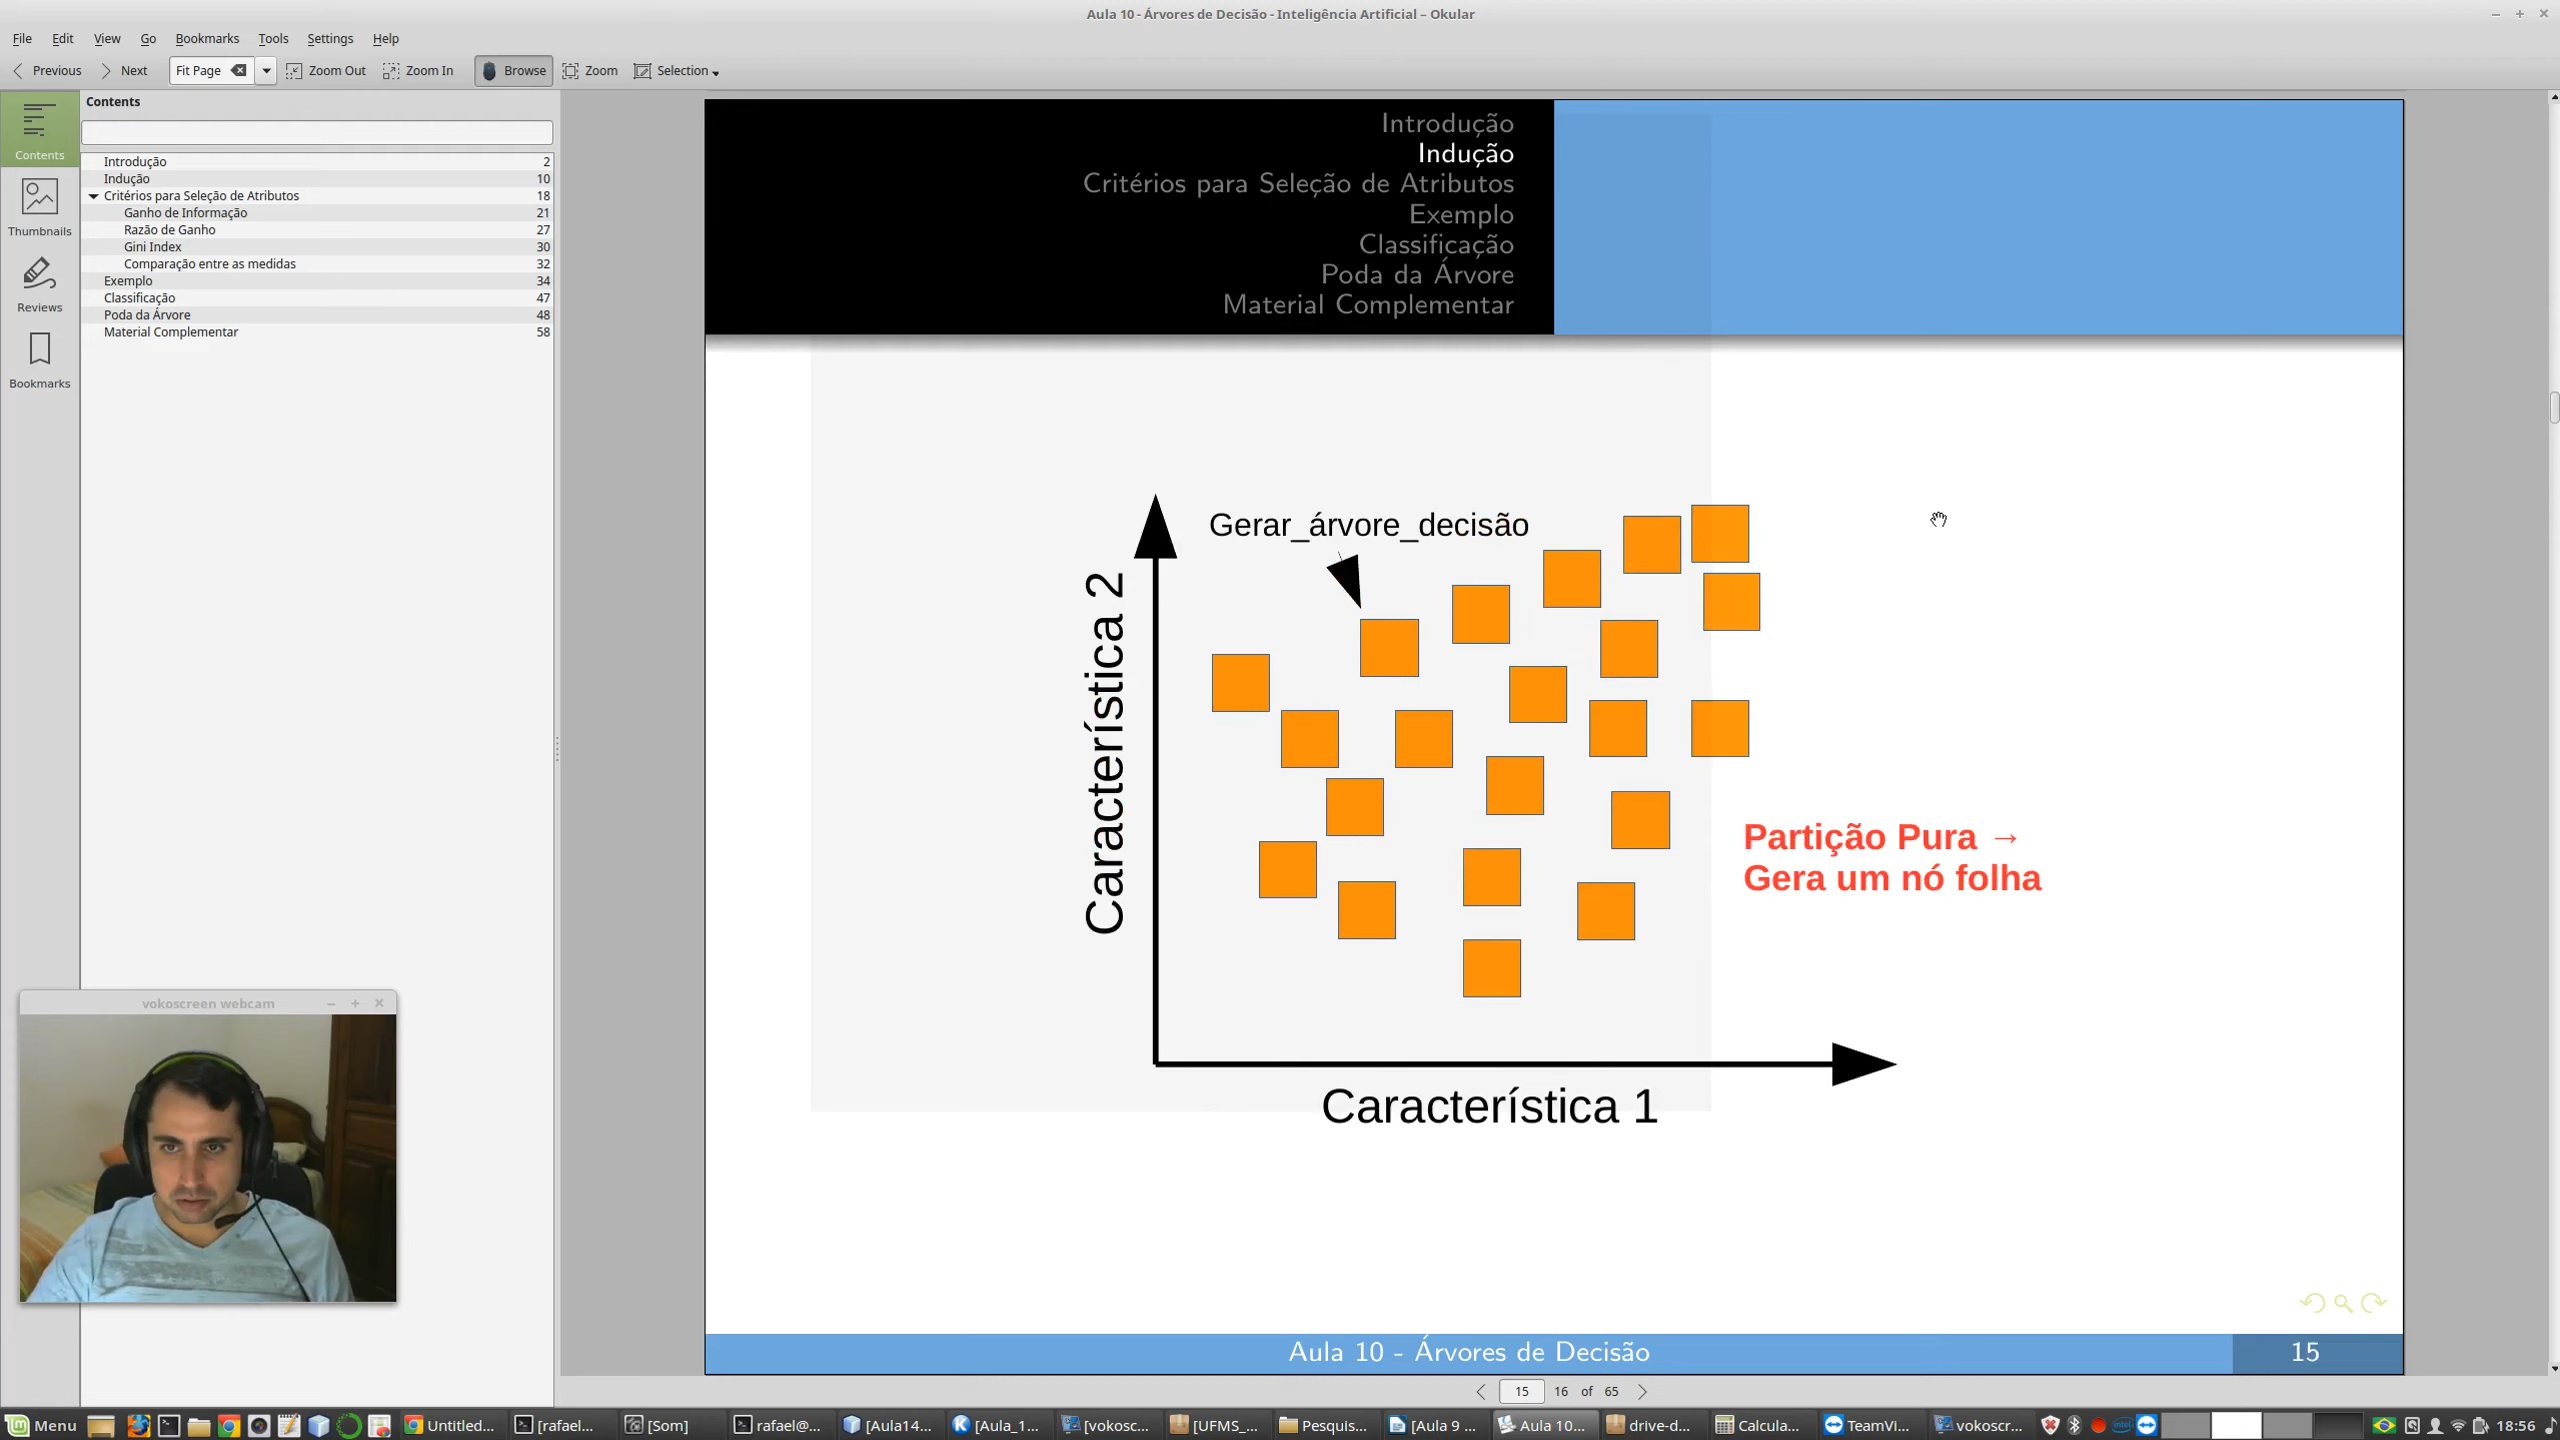 Aula 10 - Árvores de Decisão - Inteligência Artificial – Okular
File Edit View Go Bookmarks Tools Settings Help
Previous Next Fit Page Zoom Out Zoom In Browse Zoom Selection
Contents
Contents
Thumbnails
Reviews
Bookmarks
Introdução 2
Indução 10
Critérios para Seleção de Atributos 18
Ganho de Informação 21
Razão de Ganho 27
Gini Index 30
Comparação entre as medidas 32
Exemplo 34
Classificação 47
Poda da Árvore 48
Material Complementar 58
Introdução
Indução
Critérios para Seleção de Atributos
Exemplo
Classificação
Poda da Árvore
Material Complementar
Gerar_árvore_decisão
Característica 2
Partição Pura →
Gera um nó folha
Característica 1
vokoscreen webcam
Aula 10 - Árvores de Decisão 15
15 16 of 65
Menu Untitled... [rafael... [Som] rafael@... [Aula14... [Aula_1... [vokosc... [UFMS_... Pesquis... [Aula 9 ... Aula 10... drive-d... Calcula... TeamVi... vokoscr... 18:56